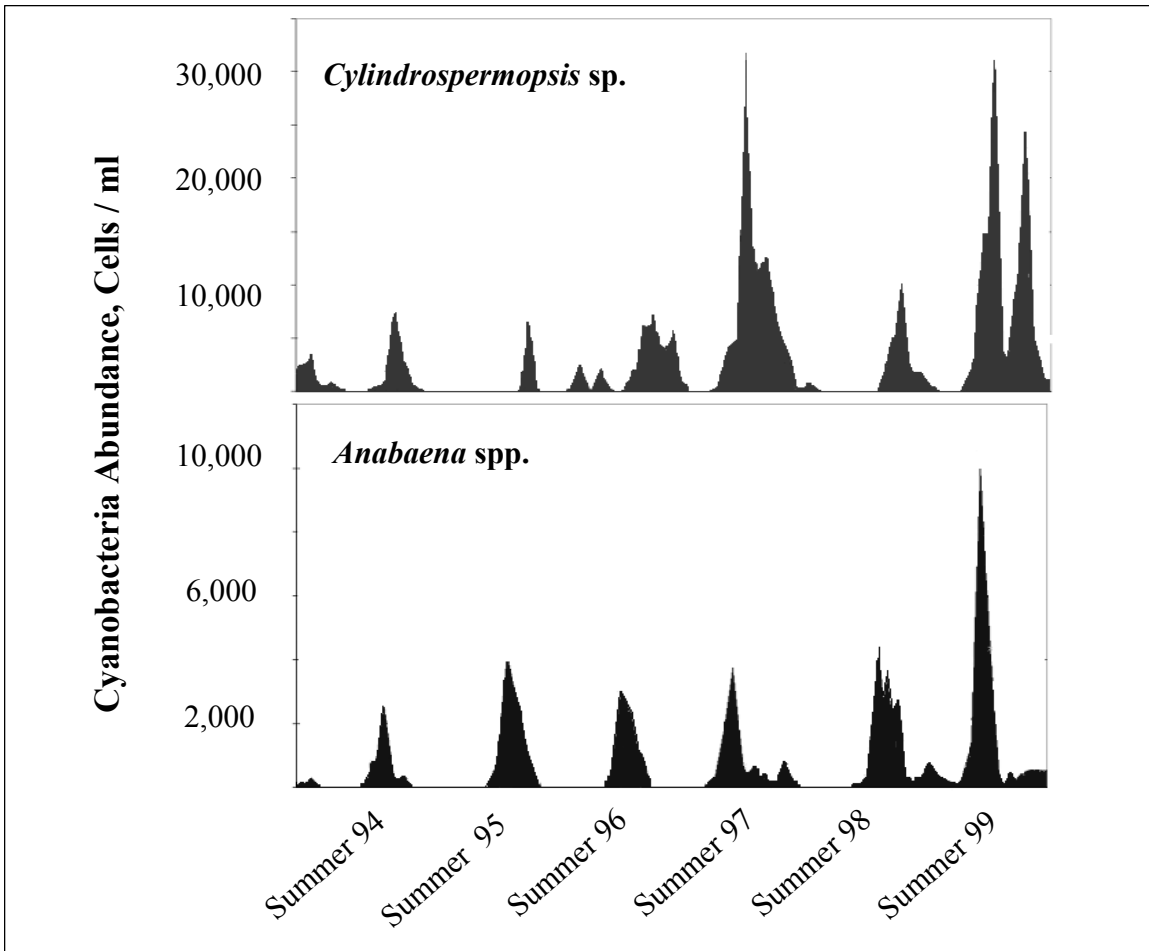 Cyanobacteria Abundance, Cells / ml
Cylindrospermopsis sp.
30,000
20,000
10,000
Anabaena spp.
10,000
6,000
2,000
Summer 94
Summer 95
Summer 96
Summer 97
Summer 98
Summer 99